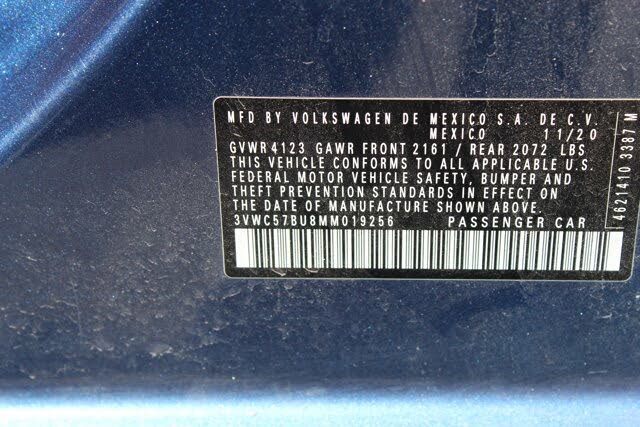 MFD BY VOLKSWAGEN DE MEXICO S.A. DE C.V.
MEXICO 11/20
GVWR 4123 GAWR FRONT 2161 / REAR 2072 LBS
THIS VEHICLE CONFORMS TO ALL APPLICABLE U.S.
FEDERAL MOTOR VEHICLE SAFETY, BUMPER AND
THEFT PREVENTION STANDARDS IN EFFECT ON
THE DATE OF MANUFACTURE SHOWN ABOVE.
3VWC57BU8MM019256 PASSENGER CAR
4621410 3387 M